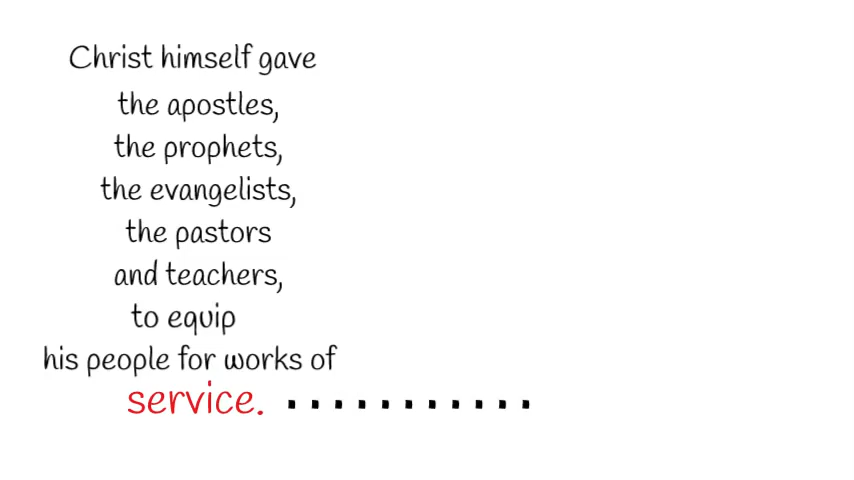 Christ himself gave
the apostles,
the prophets,
the evangelists,
the pastors
and teachers,
to equip
his people for works of
service. ...........